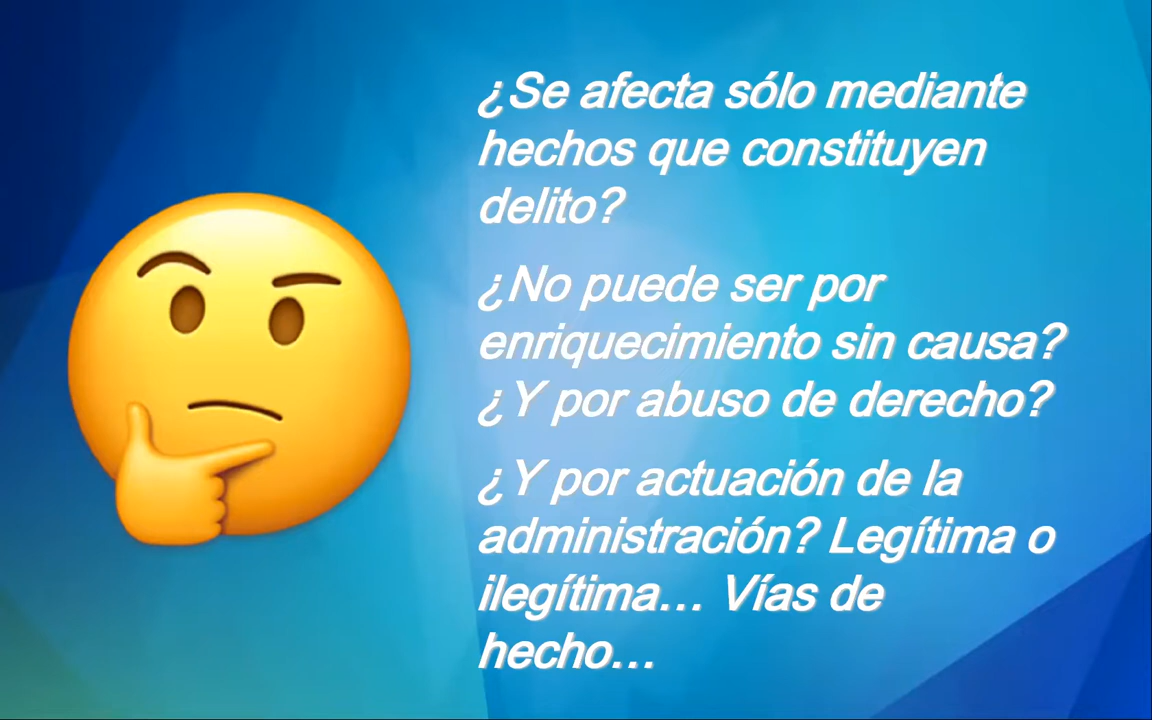 ¿Se afecta sólo mediante
hechos que constituyen
delito?
¿No puede ser por
enriquecimiento sin causa?
¿Y por abuso de derecho?
¿Y por actuación de la
administración? Legítima o
ilegítima... Vías de
hecho...